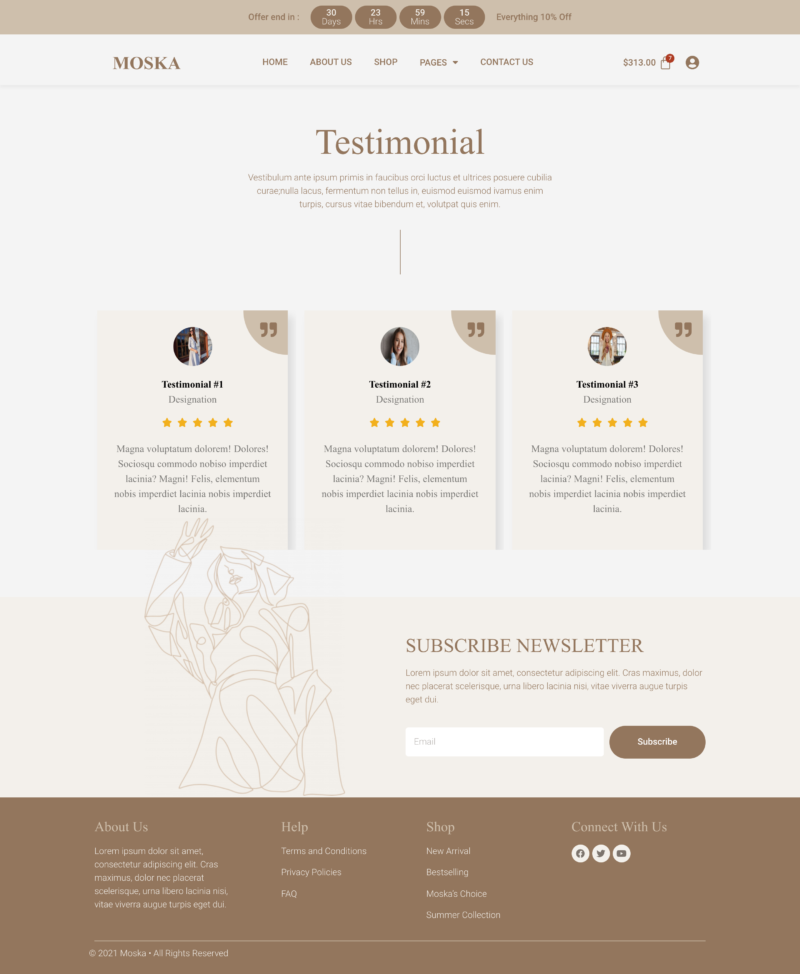 Offer end in :
30 23 59 15
Days Hrs Mins Secs
Everything 10% Off
MOSKA
HOME ABOUT US SHOP PAGES CONTACT US
$313.00 7
Testimonial
Vestibulum ante ipsum primis in faucibus orci luctus et ultrices posuere cubilia
curae;nulla lacus, fermentum non tellus in, euismod euismod ivamus enim
turpis, cursus vitae bibendum et, volutpat quis enim.
Testimonial #1
Designation
Magna voluptatum dolorem! Dolores!
Sociosqu commodo nobiso imperdiet
lacinia? Magni! Felis, elementum
nobis imperdiet lacinia nobis imperdiet
lacinia.
Testimonial #2
Designation
Magna voluptatum dolorem! Dolores!
Sociosqu commodo nobiso imperdiet
lacinia? Magni! Felis, elementum
nobis imperdiet lacinia nobis imperdiet
lacinia.
Testimonial #3
Designation
Magna voluptatum dolorem! Dolores!
Sociosqu commodo nobiso imperdiet
lacinia? Magni! Felis, elementum
nobis imperdiet lacinia nobis imperdiet
lacinia.
SUBSCRIBE NEWSLETTER
Lorem ipsum dolor sit amet, consectetur adipiscing elit. Cras maximus, dolor
nec placerat scelerisque, urna libero lacinia nisi, vitae viverra augue turpis
eget dui.
Email
Subscribe
About Us
Lorem ipsum dolor sit amet,
consectetur adipiscing elit. Cras
maximus, dolor nec placerat
scelerisque, urna libero lacinia nisi,
vitae viverra augue turpis eget dui.
Help
Terms and Conditions
Privacy Policies
FAQ
Shop
New Arrival
Bestselling
Moska's Choice
Summer Collection
Connect With Us
© 2021 Moska • All Rights Reserved